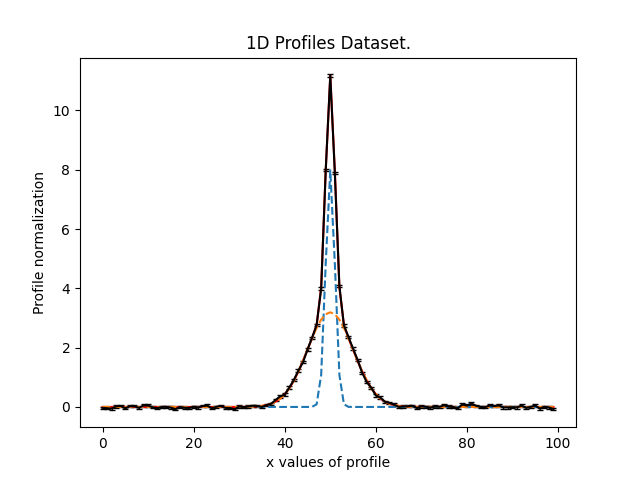 1D Profiles Dataset.
Profile normalization
10
8
6
4
2
0
0 20 40 60 80 100
x values of profile